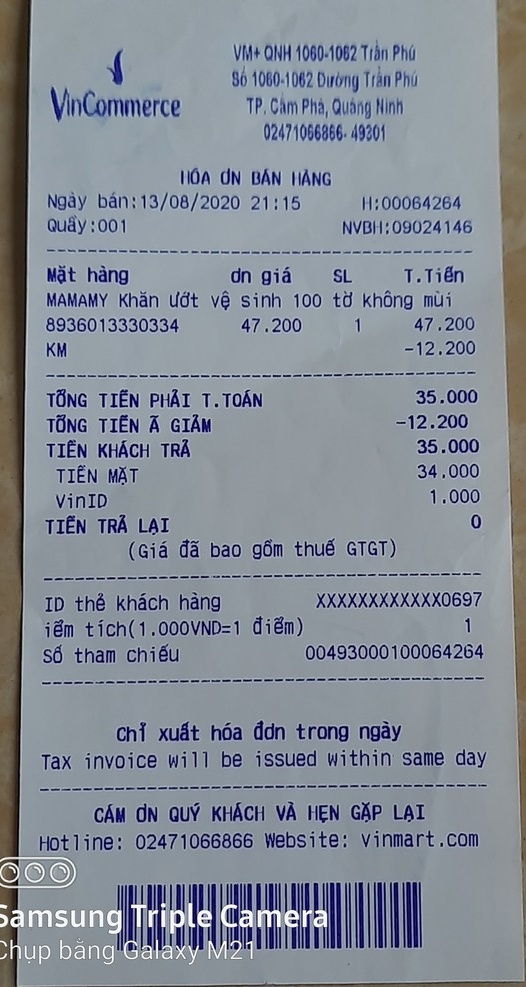 VinCommerce
VM+ QNH 1060-1062 Trần Phú
Số 1060-1062 Đường Trần Phú
TP. Cẩm Phả, Quảng Ninh
02471066866- 49301
HÓA ƠN BÁN HÀNG
Ngày bán:13/08/2020 21:15 H:00064264
Quầy:001 NVBH:09024146
Mặt hàng ơn giá SL T.Tiền
MAMAMY Khăn ướt vệ sinh 100 tờ không mùi
8936013330334 47.200 1 47.200
KM -12.200
TỔNG TIỀN PHẢI T.TOÁN 35.000
TỔNG TIỀN Ã GIẢM -12.200
TIỀN KHÁCH TRẢ 35.000
TIỀN MẶT 34.000
VinID 1.000
TIỀN TRẢ LẠI 0
(Giá đã bao gồm thuế GTGT)
ID thẻ khách hàng XXXXXXXXXXXX0697
iểm tích(1.000VND=1 điểm) 1
Số tham chiếu 00493000100064264
Chỉ xuất hóa đơn trong ngày
Tax invoice will be issued within same day
CÁM ƠN QUÝ KHÁCH VÀ HẸN GẶP LẠI
Hotline: 02471066866 Website: vinmart.com
Samsung Triple Camera
Chụp bằng Galaxy M21